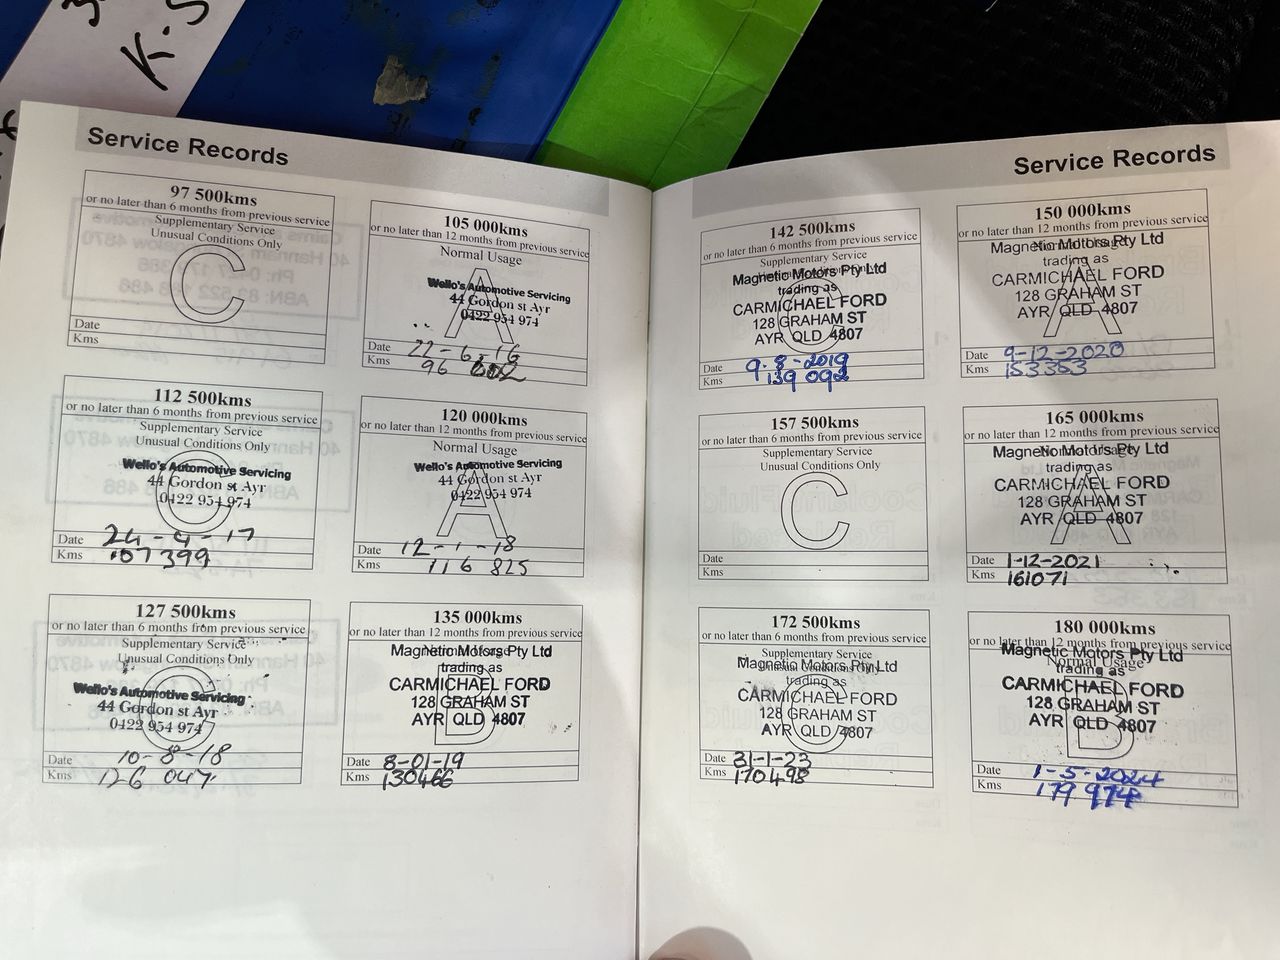 K.S
Service Records
97 500kms
or no later than 6 months from previous service
Supplementary Service
Unusual Conditions Only
C
Date
Kms
105 000kms
or no later than 12 months from previous service
Normal Usage
A
Wello's Automotive Servicing
44 Gordon st Ayr
0422 954 974
Date 22-6-16
Kms 96 002
112 500kms
or no later than 6 months from previous service
Supplementary Service
Unusual Conditions Only
C
Wello's Automotive Servicing
44 Gordon st Ayr
0422 954 974
Date 24-4-17
Kms 107399
120 000kms
or no later than 12 months from previous service
Normal Usage
A
Wello's Automotive Servicing
44 Gordon st Ayr
0422 954 974
Date 12-1-18
Kms 116 825
127 500kms
or no later than 6 months from previous service
Supplementary Service
Unusual Conditions Only
C
Wello's Automotive Servicing
44 Gordon st Ayr
0422 954 974
Date 10-8-18
Kms 126 047
135 000kms
or no later than 12 months from previous service
Normal Usage
B
Magnetic Motors Pty Ltd
trading as
CARMICHAEL FORD
128 GRAHAM ST
AYR QLD 4807
Date 8-01-19
Kms 130466
Service Records
142 500kms
or no later than 6 months from previous service
Supplementary Service
C
Magnetic Motors Pty Ltd
trading as
CARMICHAEL FORD
128 GRAHAM ST
AYR QLD 4807
Date 9-8-2019
Kms 139 092
150 000kms
or no later than 12 months from previous service
Normal Usage
A
Magnetic Motors Pty Ltd
trading as
CARMICHAEL FORD
128 GRAHAM ST
AYR QLD 4807
Date 9-12-2020
Kms 153353
157 500kms
or no later than 6 months from previous service
Supplementary Service
Unusual Conditions Only
C
Date
Kms
165 000kms
or no later than 12 months from previous service
Normal Usage
A
Magnetic Motors Pty Ltd
trading as
CARMICHAEL FORD
128 GRAHAM ST
AYR QLD 4807
Date 1-12-2021
Kms 161071
172 500kms
or no later than 6 months from previous service
Supplementary Service
Unusual Conditions Only
C
Magnetic Motors Pty Ltd
trading as
CARMICHAEL FORD
128 GRAHAM ST
AYR QLD 4807
Date 31-1-23
Kms 170498
180 000kms
or no later than 12 months from previous service
Normal Usage
B
Magnetic Motors Pty Ltd
trading as
CARMICHAEL FORD
128 GRAHAM ST
AYR QLD 4807
Date 1-5-2024
Kms 179 974